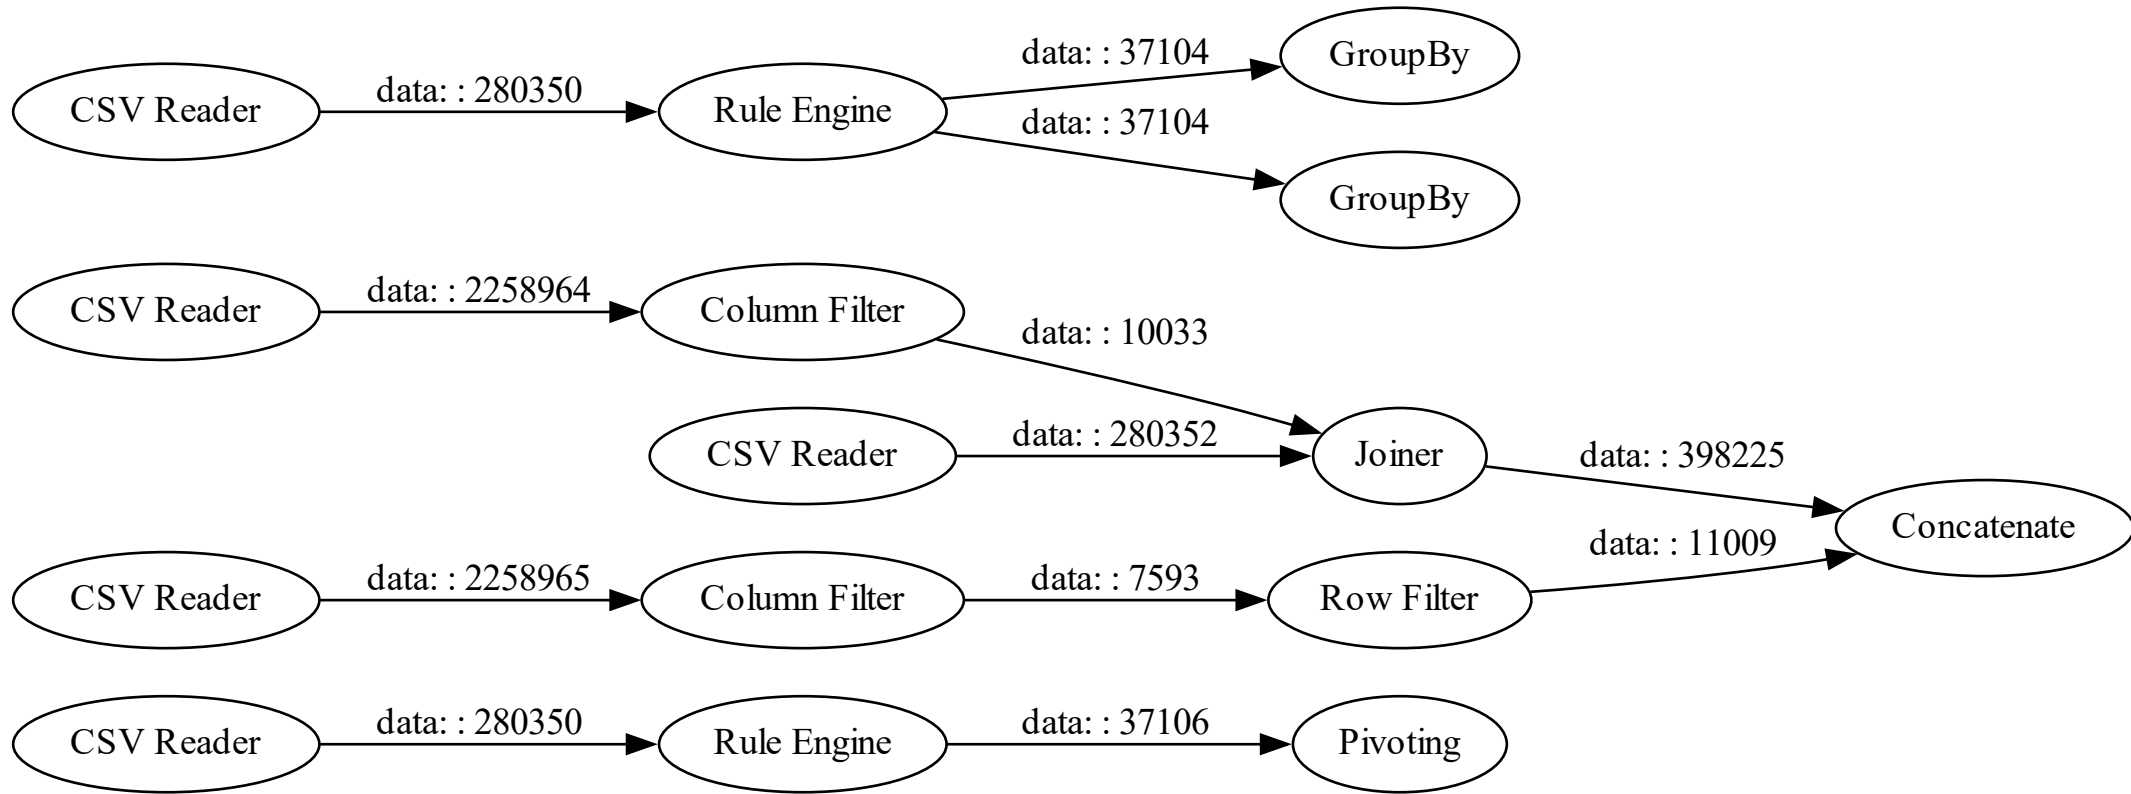 CSV Reader
data: : 280350
Rule Engine
data: : 37104
GroupBy
data: : 37104
GroupBy
CSV Reader
data: : 2258964
Column Filter
data: : 10033
CSV Reader
data: : 280352
Joiner
data: : 398225
Concatenate
CSV Reader
data: : 2258965
Column Filter
data: : 7593
Row Filter
data: : 11009
CSV Reader
data: : 280350
Rule Engine
data: : 37106
Pivoting